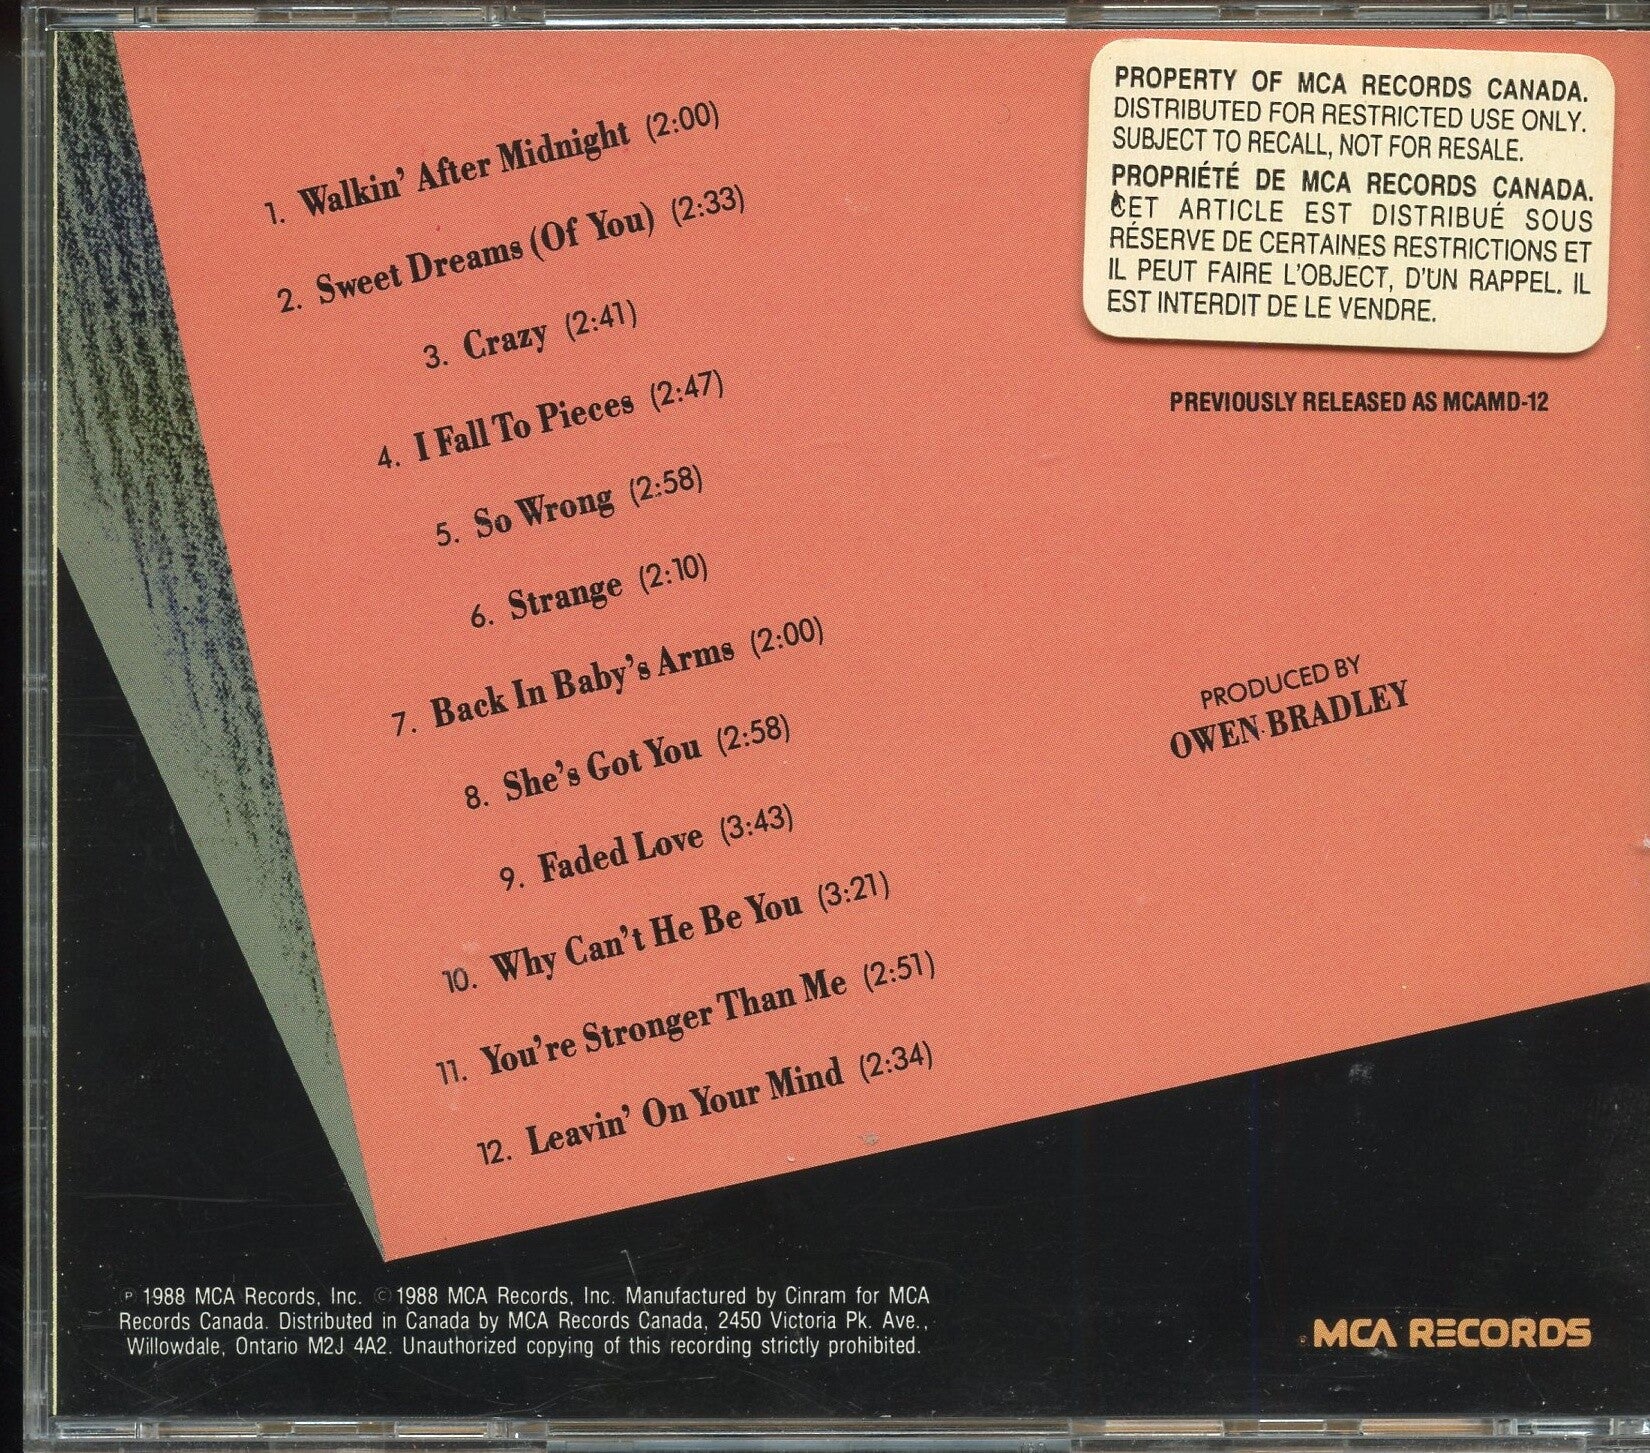 1. Walkin' After Midnight (2:00)
2. Sweet Dreams (Of You) (2:33)
3. Crazy (2:41)
4. I Fall To Pieces (2:47)
5. So Wrong (2:58)
6. Strange (2:10)
7. Back In Baby's Arms (2:00)
8. She's Got You (2:58)
9. Faded Love (3:43)
10. Why Can't He Be You (3:21)
11. You're Stronger Than Me (2:51)
12. Leavin' On Your Mind (2:34)
PROPERTY OF MCA RECORDS CANADA.
DISTRIBUTED FOR RESTRICTED USE ONLY.
SUBJECT TO RECALL, NOT FOR RESALE.
PROPRIÉTÉ DE MCA RECORDS CANADA.
CET ARTICLE EST DISTRIBUÉ SOUS
RÉSERVE DE CERTAINES RESTRICTIONS ET
IL PEUT FAIRE L'OBJECT, D'UN RAPPEL. IL
EST INTERDIT DE LE VENDRE.
PREVIOUSLY RELEASED AS MCAMD-12
PRODUCED BY
OWEN BRADLEY
℗ 1988 MCA Records, Inc. © 1988 MCA Records, Inc. Manufactured by Cinram for MCA
Records Canada. Distributed in Canada by MCA Records Canada, 2450 Victoria Pk. Ave.,
Willowdale, Ontario M2J 4A2. Unauthorized copying of this recording strictly prohibited.
MCA RECORDS